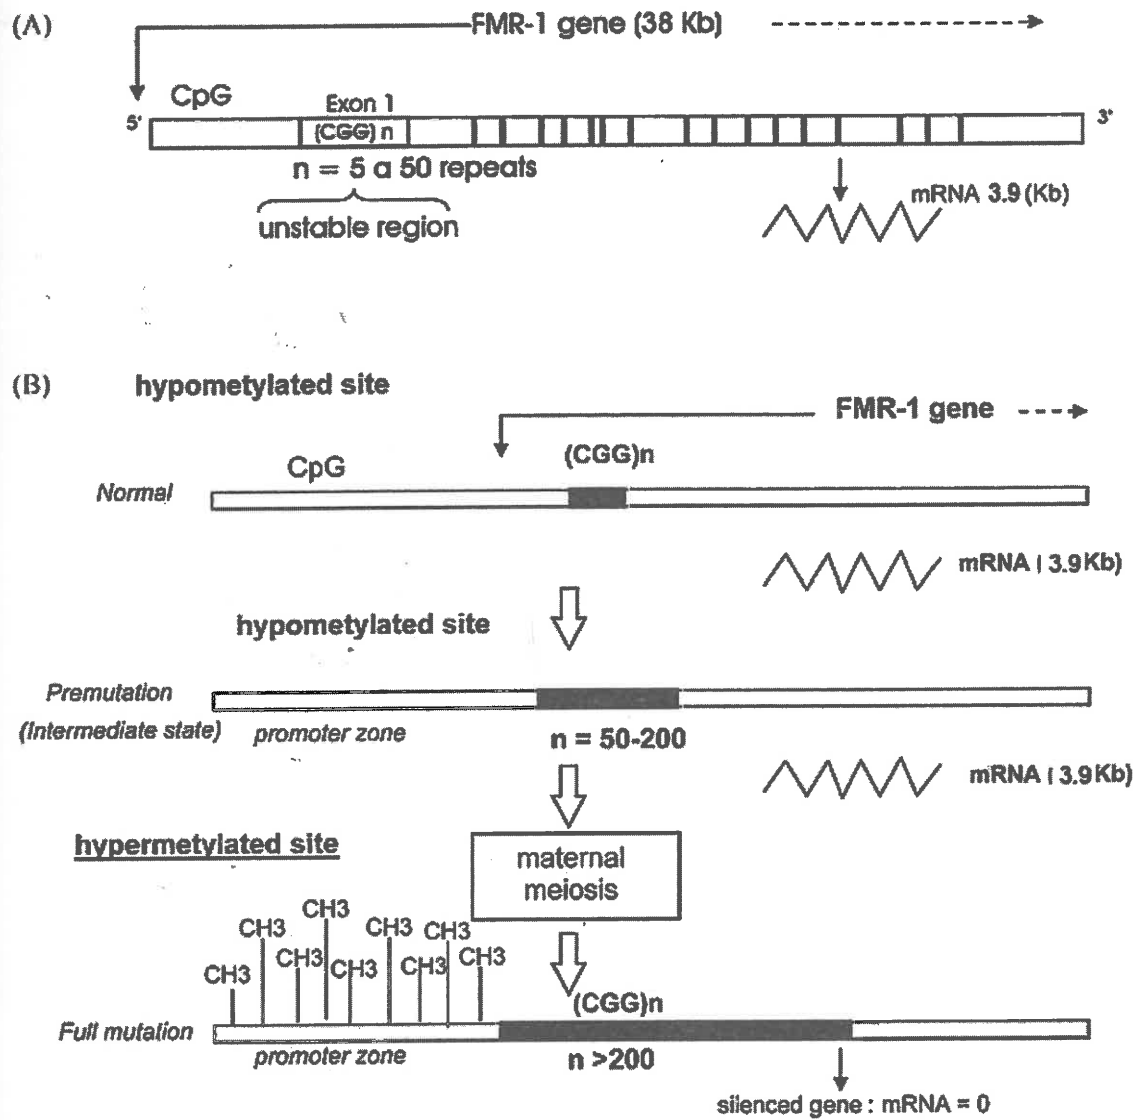 (A)
FMR-1 gene (38 Kb)
CpG
Exon 1
5'
(CGG) n
3'
n = 5 a 50 repeats
mRNA 3.9 (Kb)
unstable region
(B)
hypometylated site
FMR-1 gene
(CGG)n
CpG
Normal
mRNA ( 3.9Kb)
hypometylated site
Premutation
(Intermediate state)
promoter zone
n = 50-200
mRNA ( 3.9Kb)
hypermetylated site
maternal
meiosis
CH3
CH3
CH3
CH3
CH3
CH3
CH3
CH3
CH3
(CGG)n
Full mutation
promoter zone
n >200
silenced gene : mRNA = 0